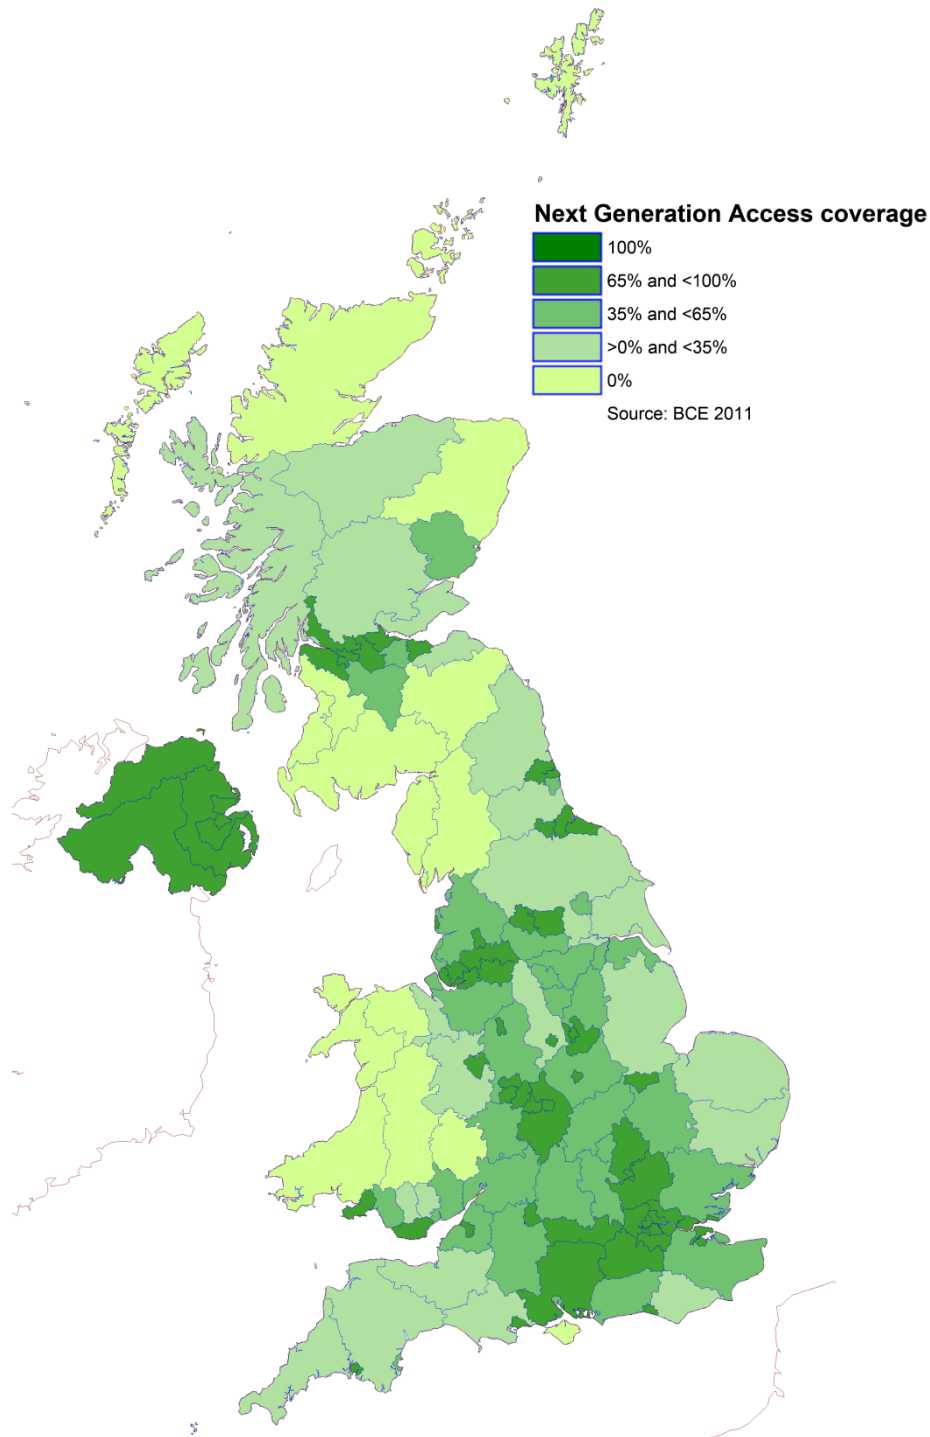 Next Generation Access coverage
100%
65% and <100%
35% and <65%
>0% and <35%
0%
Source: BCE 2011